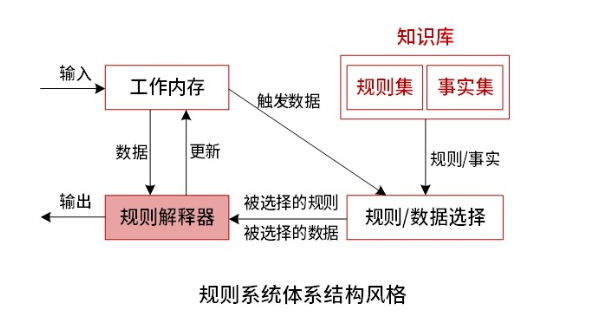 知识库
输入
工作内存
规则集
事实集
触发数据
数据
更新
规则/事实
输出
规则解释器
被选择的规则
被选择的数据
规则/数据选择
规则系统体系结构风格